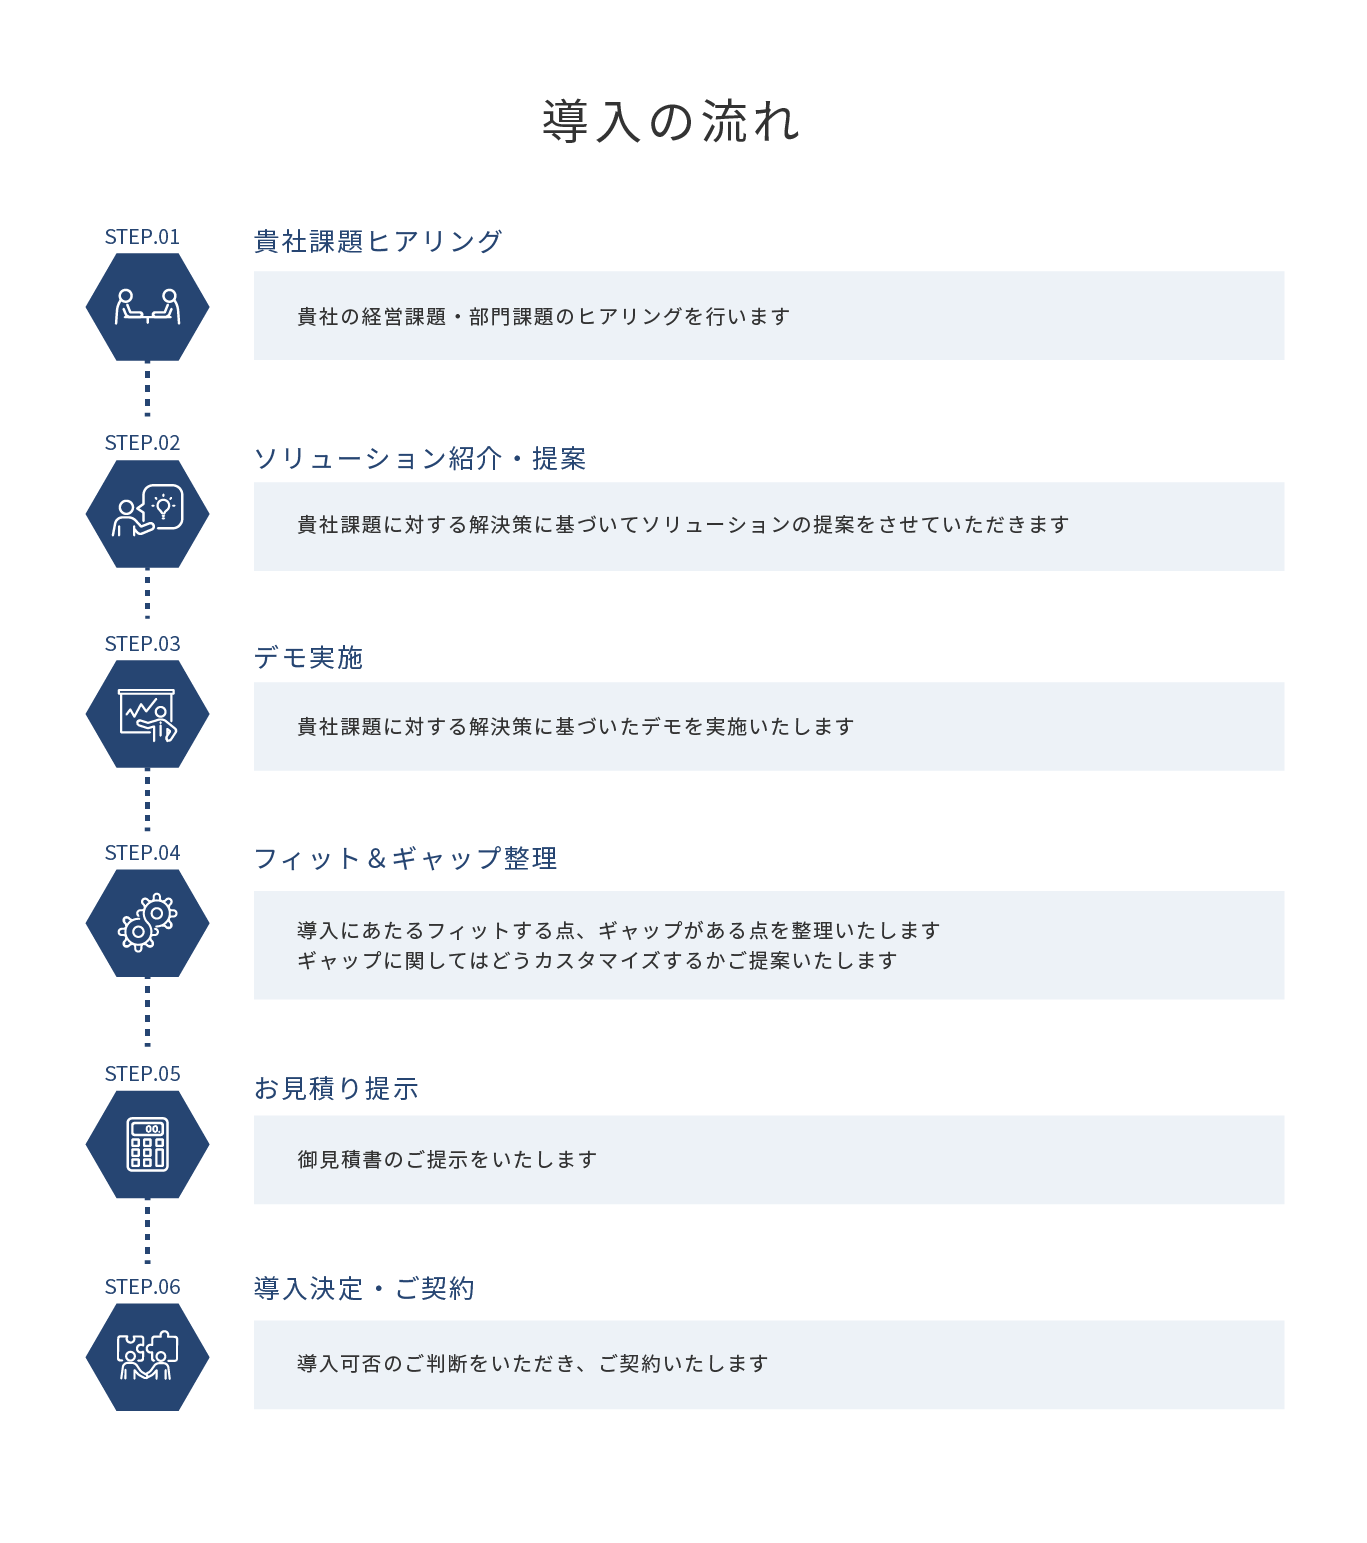 導入の流れ
STEP.01
貴社課題ヒアリング
貴社の経営課題・部門課題のヒアリングを行います
STEP.02
ソリューション紹介・提案
貴社課題に対する解決策に基づいてソリューションの提案をさせていただきます
STEP.03
デモ実施
貴社課題に対する解決策に基づいたデモを実施いたします
STEP.04
フィット＆ギャップ整理
導入にあたるフィットする点、ギャップがある点を整理いたします
ギャップに関してはどうカスタマイズするかご提案いたします
STEP.05
お見積り提示
00.
御見積書のご提示をいたします
STEP.06
導入決定・ご契約
導入可否のご判断をいただき、ご契約いたします